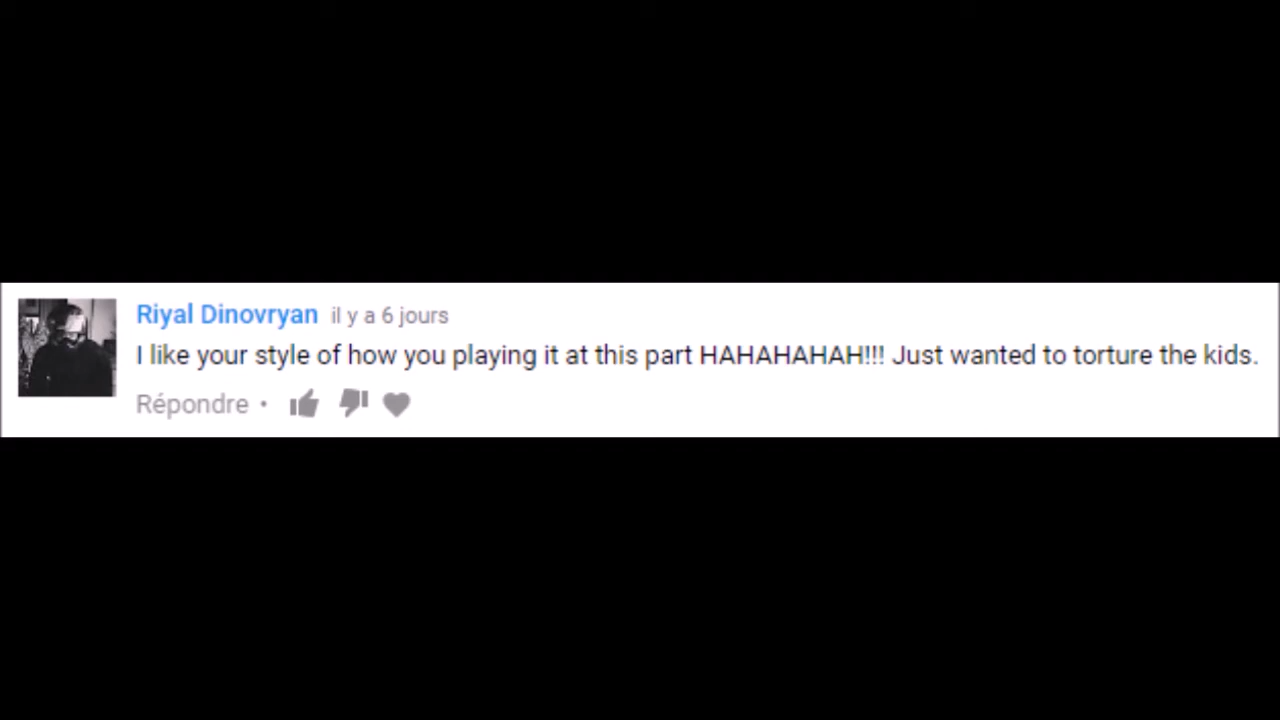 Riyal Dinovryan il y a 6 jours
I like your style of how you playing it at this part HAHAHAHAH!!! Just wanted to torture the kids.
Répondre •